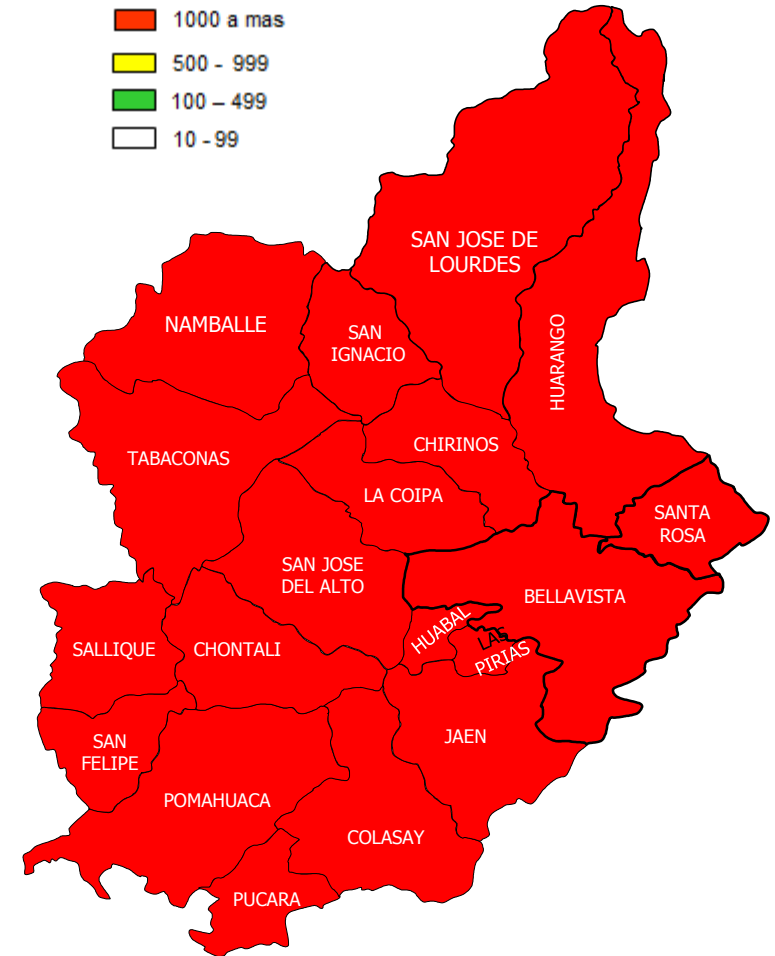 1000 a mas
500 - 999
100 – 499
10 - 99
SAN JOSE DE
LOURDES
NAMBALLE
SAN
IGNACIO
HUARANGO
CHIRINOS
TABACONAS
LA COIPA
SANTA
ROSA
SAN JOSE
DEL ALTO
BELLAVISTA
HUABAL
LAS
PIRIAS
SALLIQUE
CHONTALI
JAEN
SAN
FELIPE
POMAHUACA
COLASAY
PUCARA